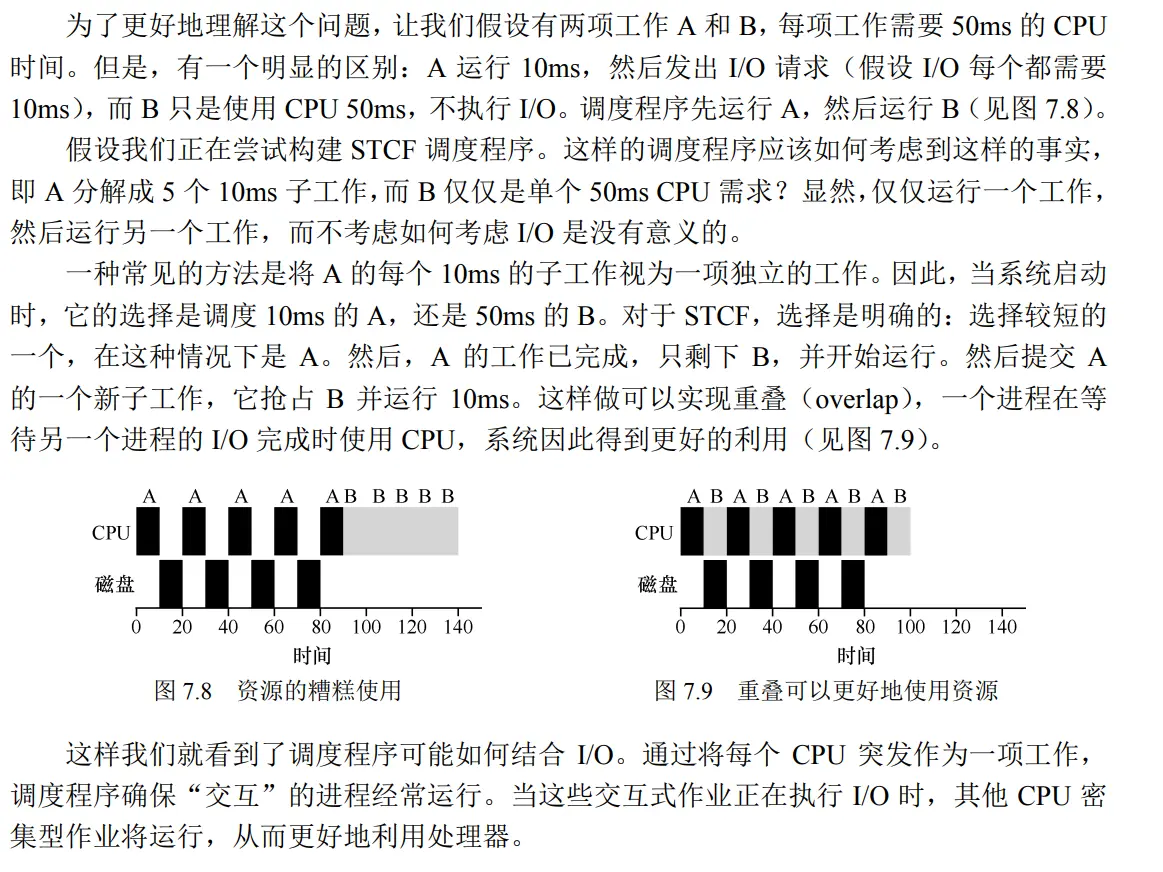 为了更好地理解这个问题，让我们假设有两项工作 A 和 B，每项工作需要 50ms 的 CPU
时间。但是，有一个明显的区别：A 运行 10ms，然后发出 I/O 请求（假设 I/O 每个都需要
10ms），而 B 只是使用 CPU 50ms，不执行 I/O。调度程序先运行 A，然后运行 B（见图 7.8）。
假设我们正在尝试构建 STCF 调度程序。这样的调度程序应该如何考虑到这样的事实，
即 A 分解成 5 个 10ms 子工作，而 B 仅仅是单个 50ms CPU 需求？显然，仅仅运行一个工作，
然后运行另一个工作，而不考虑如何考虑 I/O 是没有意义的。
一种常见的方法是将 A 的每个 10ms 的子工作视为一项独立的工作。因此，当系统启动
时，它的选择是调度 10ms 的 A，还是 50ms 的 B。对于 STCF，选择是明确的：选择较短的
一个，在这种情况下是 A。然后，A 的工作已完成，只剩下 B，并开始运行。然后提交 A
的一个新子工作，它抢占 B 并运行 10ms。这样做可以实现重叠（overlap），一个进程在等
待另一个进程的 I/O 完成时使用 CPU，系统因此得到更好的利用（见图 7.9）。
A A A A A B B B B B
CPU
磁盘
0 20 40 60 80 100 120 140
时间
图 7.8 资源的糟糕使用
A B A B A B A B A B
CPU
磁盘
0 20 40 60 80 100 120 140
时间
图 7.9 重叠可以更好地使用资源
这样我们就看到了调度程序可能如何结合 I/O。通过将每个 CPU 突发作为一项工作，
调度程序确保“交互”的进程经常运行。当这些交互式作业正在执行 I/O 时，其他 CPU 密
集型作业将运行，从而更好地利用处理器。